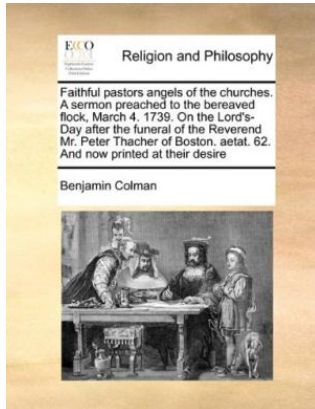 ECCO
Religion and Philosophy
Faithful pastors angels of the churches.
A sermon preached to the bereaved
flock, March 4. 1739. On the Lord's-
Day after the funeral of the Reverend
Mr. Peter Thacher of Boston. aetat. 62.
And now printed at their desire
Benjamin Colman